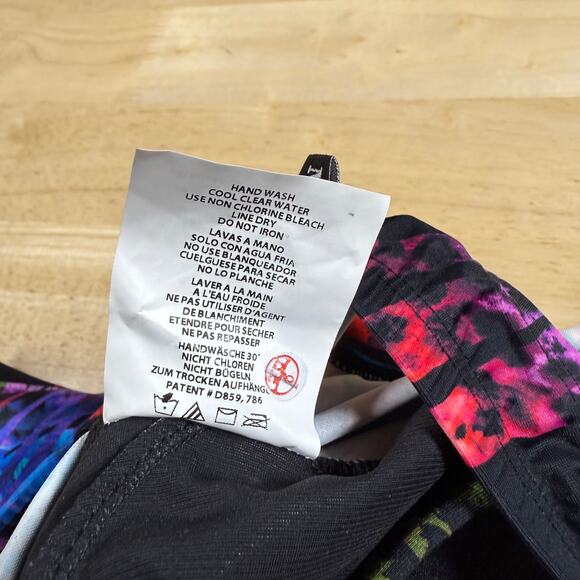 HAND WASH
COOL CLEAR WATER
USE NON CHLORINE BLEACH
LINE DRY
DO NOT IRON
LAVAS A MANO
SOLO CON AGUA FRIA
NO USE BLANQUEADOR
CUELGUESE PARA SECAR
NO LO PLANCHE
LAVER A LA MAIN
A L'EAU FROIDE
NE PAS UTILISER D'AGENT
DE BLANCHIMENT
ETENDRE POUR SECHER
NE PAS REPASSER
HANDWÄSCHE 30°
NICHT CHLOREN
NICHT BÜGELN
ZUM TROCKEN AUFHÄNGE
PATENT # D859, 786